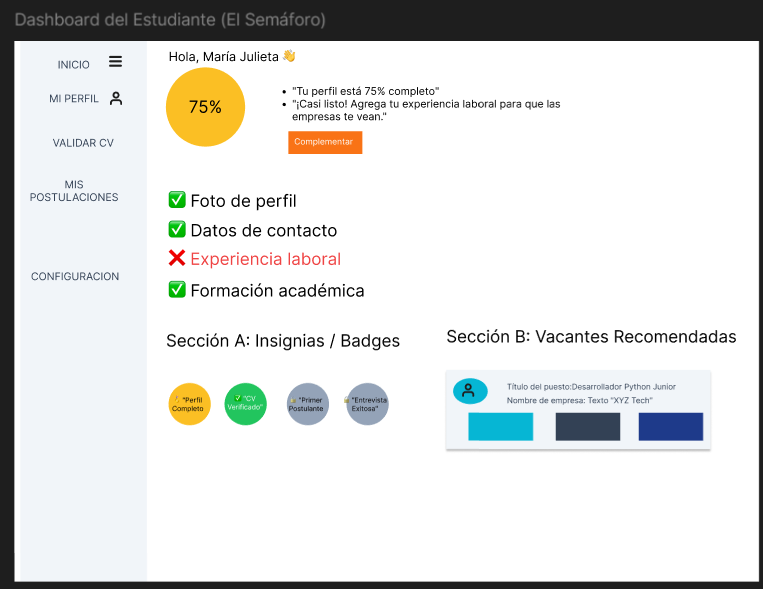 Dashboard del Estudiante (El Semáforo)
INICIO
MI PERFIL
VALIDAR CV
MIS
POSTULACIONES
CONFIGURACION
Hola, María Julieta 👋
75%
• "Tu perfil está 75% completo"
• "¡Casi listo! Agrega tu experiencia laboral para que las
empresas te vean."
Complementar
✅ Foto de perfil
✅ Datos de contacto
❌ Experiencia laboral
✅ Formación académica
Sección A: Insignias / Badges
"Perfil
Completo
✅ "CV
Verificado"
🔒 "Primer
Postulante
🔒 "Entrevista
Exitosa"
Sección B: Vacantes Recomendadas
Título del puesto:Desarrollador Python Junior
Nombre de empresa: Texto "XYZ Tech"